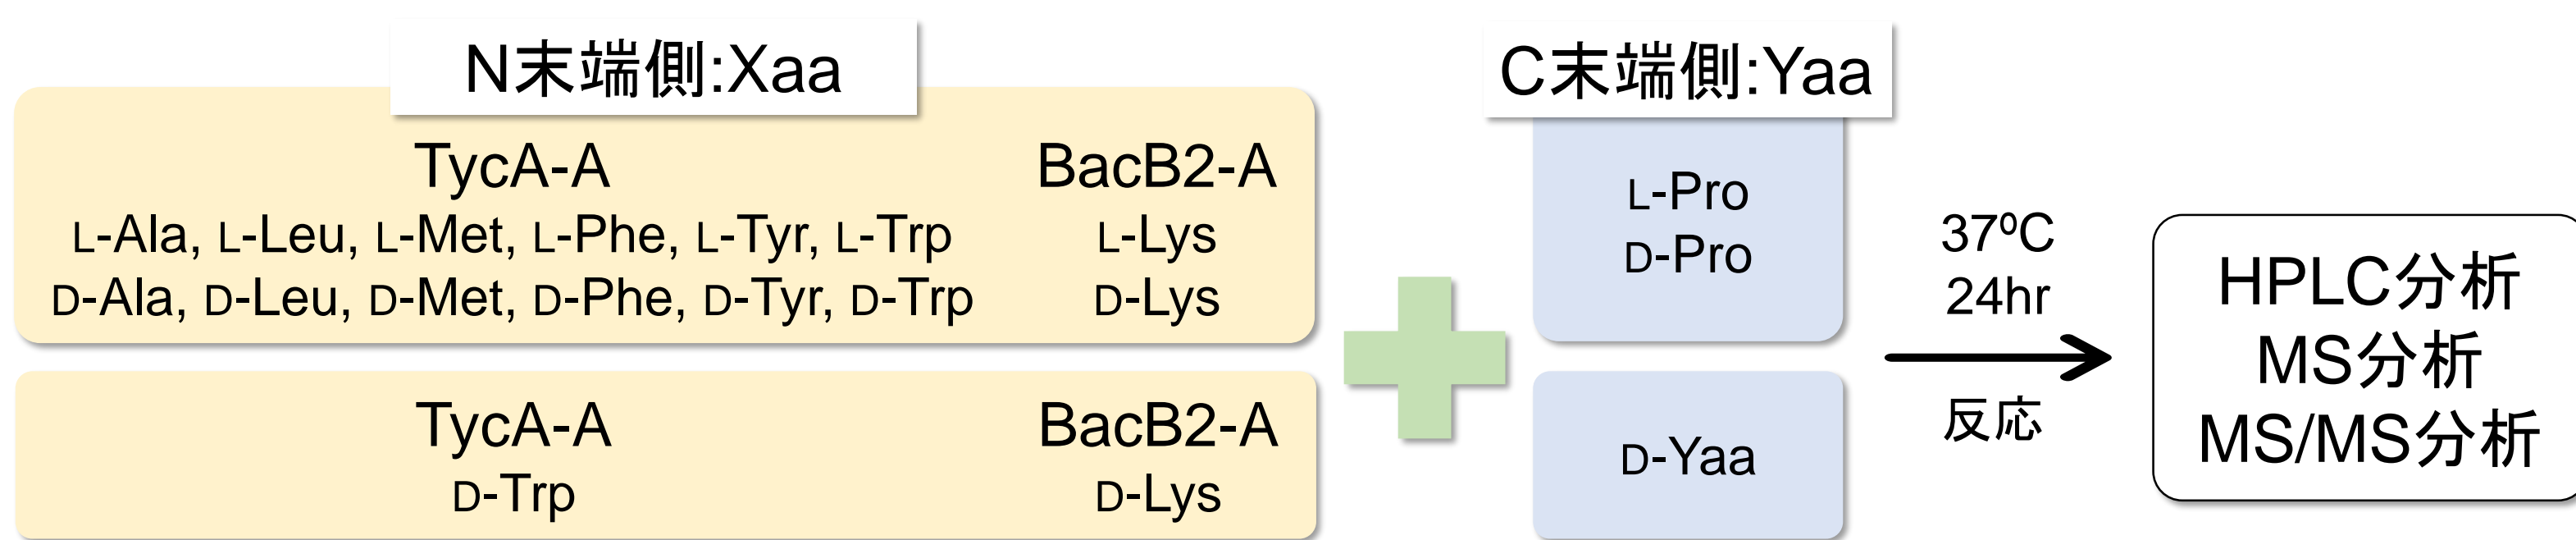 N末端側:Xaa
TycA-A
BacB2-A
L-Ala, L-Leu, L-Met, L-Phe, L-Tyr, L-Trp
L-Lys
D-Ala, D-Leu, D-Met, D-Phe, D-Tyr, D-Trp
D-Lys
TycA-A
BacB2-A
D-Trp
D-Lys
C末端側:Yaa
L-Pro
D-Pro
D-Yaa
37ºC
24hr
反応
HPLC分析
MS分析
MS/MS分析